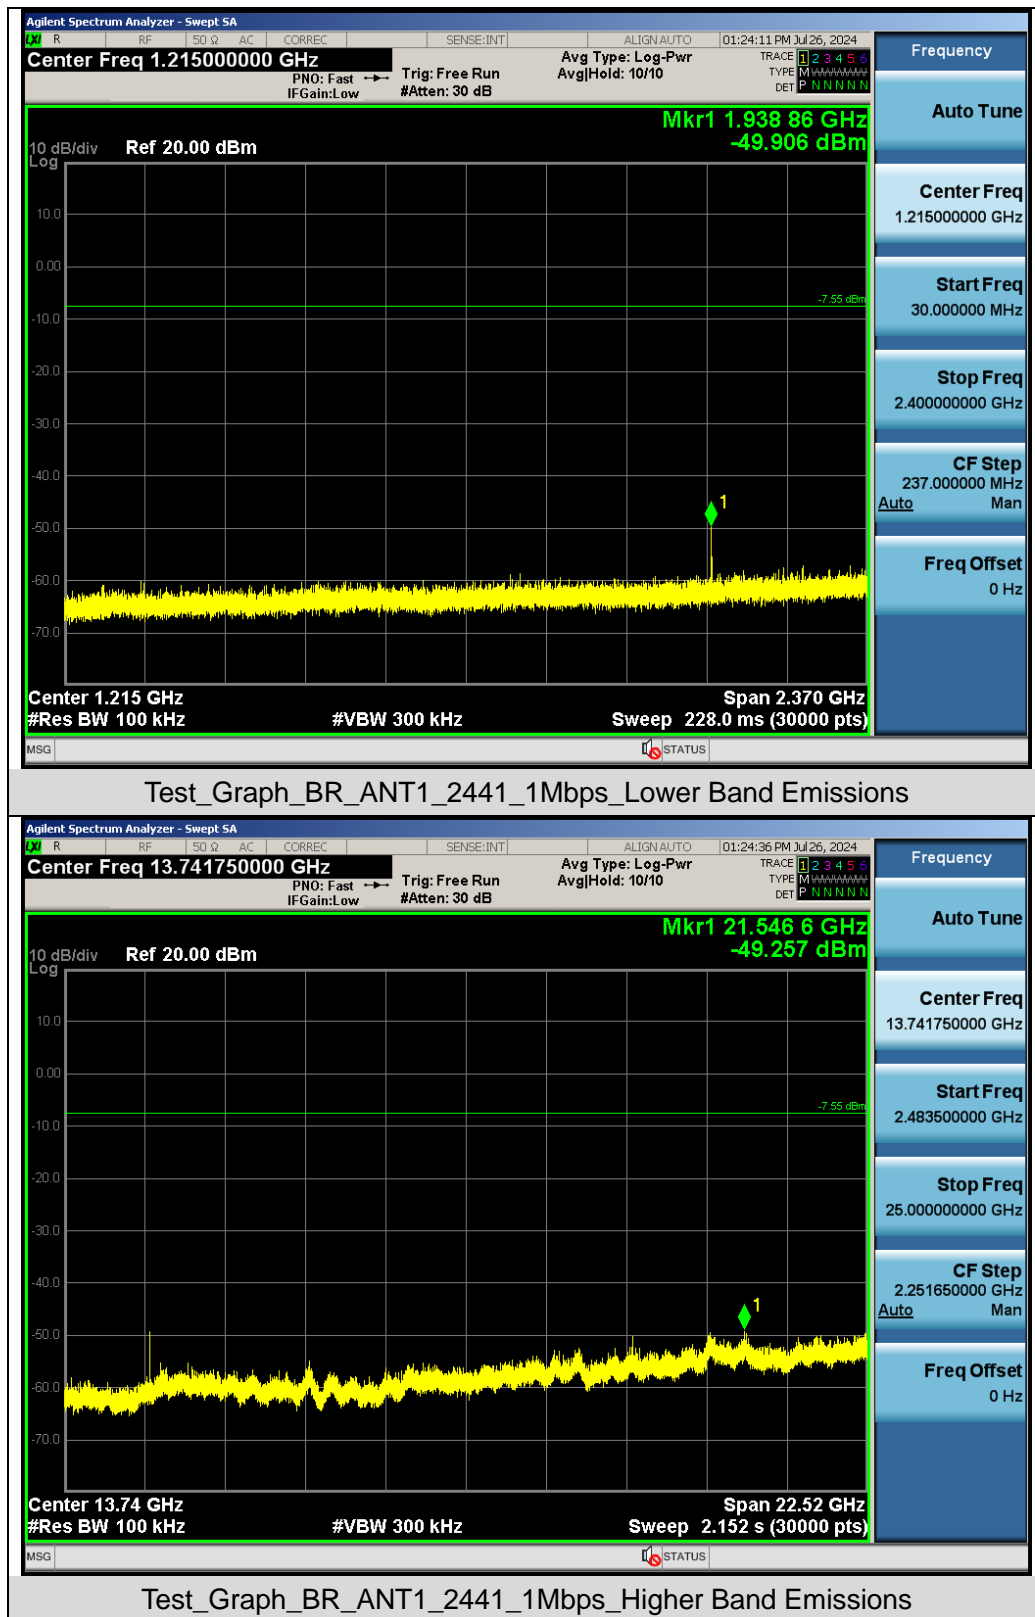 Agilent Spectrum Analyzer - Swept SA
LXI R RF 50 Ω AC CORREC SENSE:INT ALIGN AUTO 01:24:11 PM Jul 26, 2024
Center Freq 1.215000000 GHz
PNO: Fast
IFGain:Low
Trig: Free Run
#Atten: 30 dB
Avg Type: Log-Pwr
Avg|Hold: 10/10
TRACE 1 2 3 4 5 6
TYPE M
DET P N N N N N
Mkr1 1.938 86 GHz
-49.906 dBm
10 dB/div
Log
Ref 20.00 dBm
10.0
0.00
-7.55 dBm
-10.0
-20.0
-30.0
-40.0
1
-50.0
-60.0
-70.0
Center 1.215 GHz
Span 2.370 GHz
#Res BW 100 kHz
#VBW 300 kHz
Sweep 228.0 ms (30000 pts)
MSG
STATUS
Frequency
Auto Tune
Center Freq
1.215000000 GHz
Start Freq
30.000000 MHz
Stop Freq
2.400000000 GHz
CF Step
237.000000 MHz
Auto Man
Freq Offset
0 Hz
Test_Graph_BR_ANT1_2441_1Mbps_Lower Band Emissions
Agilent Spectrum Analyzer - Swept SA
LXI R RF 50 Ω AC CORREC SENSE:INT ALIGN AUTO 01:24:36 PM Jul 26, 2024
Center Freq 13.741750000 GHz
PNO: Fast
IFGain:Low
Trig: Free Run
#Atten: 30 dB
Avg Type: Log-Pwr
Avg|Hold: 10/10
TRACE 1 2 3 4 5 6
TYPE M
DET P N N N N N
Mkr1 21.546 6 GHz
-49.257 dBm
10 dB/div
Log
Ref 20.00 dBm
10.0
0.00
-7.55 dBm
-10.0
-20.0
-30.0
-40.0
1
-50.0
-60.0
-70.0
Center 13.74 GHz
Span 22.52 GHz
#Res BW 100 kHz
#VBW 300 kHz
Sweep 2.152 s (30000 pts)
MSG
STATUS
Frequency
Auto Tune
Center Freq
13.741750000 GHz
Start Freq
2.483500000 GHz
Stop Freq
25.000000000 GHz
CF Step
2.251650000 GHz
Auto Man
Freq Offset
0 Hz
Test_Graph_BR_ANT1_2441_1Mbps_Higher Band Emissions